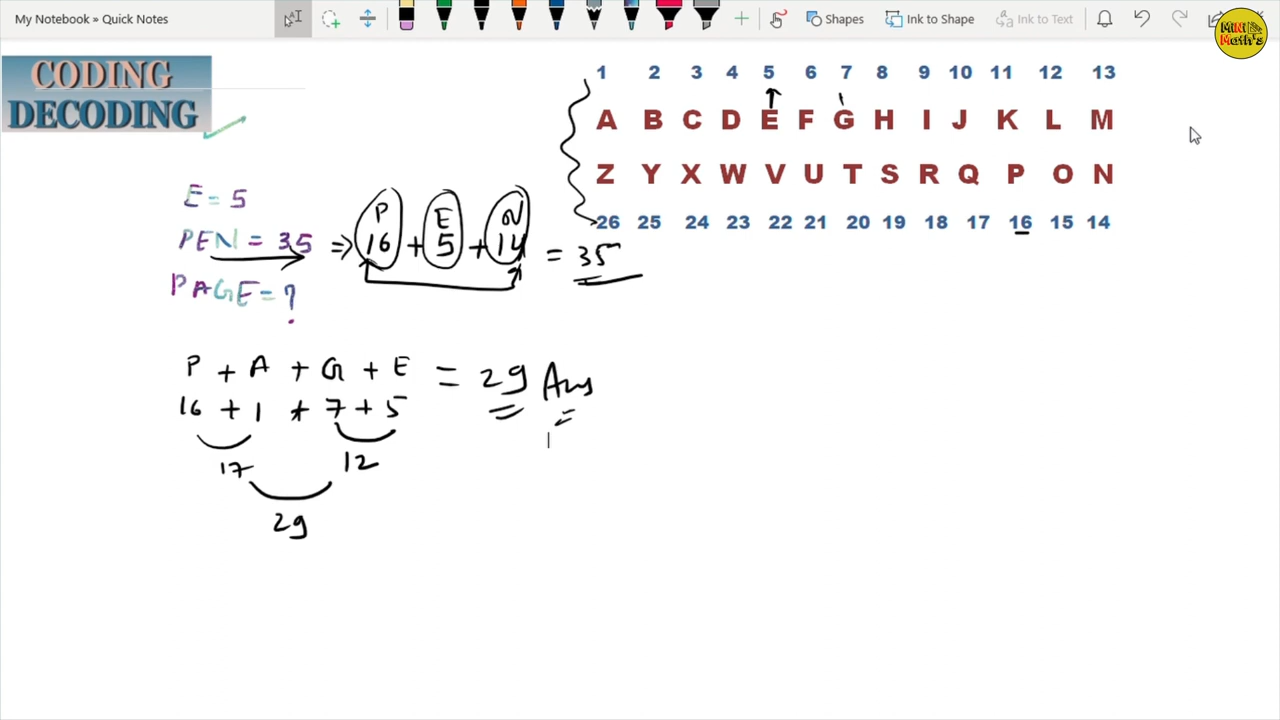 My Notebook » Quick Notes
Shapes
Ink to Shape
Ink to Text
MiNi Math's
CODING
DECODING
1 2 3 4 5 6 7 8 9 10 11 12 13
A B C D E F G H I J K L M
Z Y X W V U T S R Q P O N
26 25 24 23 22 21 20 19 18 17 16 15 14
E = 5
PEN = 35 ⇒ P E N
16 + 5 + 14 = 35
PAGE = ?
P + A + G + E = 29 Ans
16 + 1 + 7 + 5
17 12
29